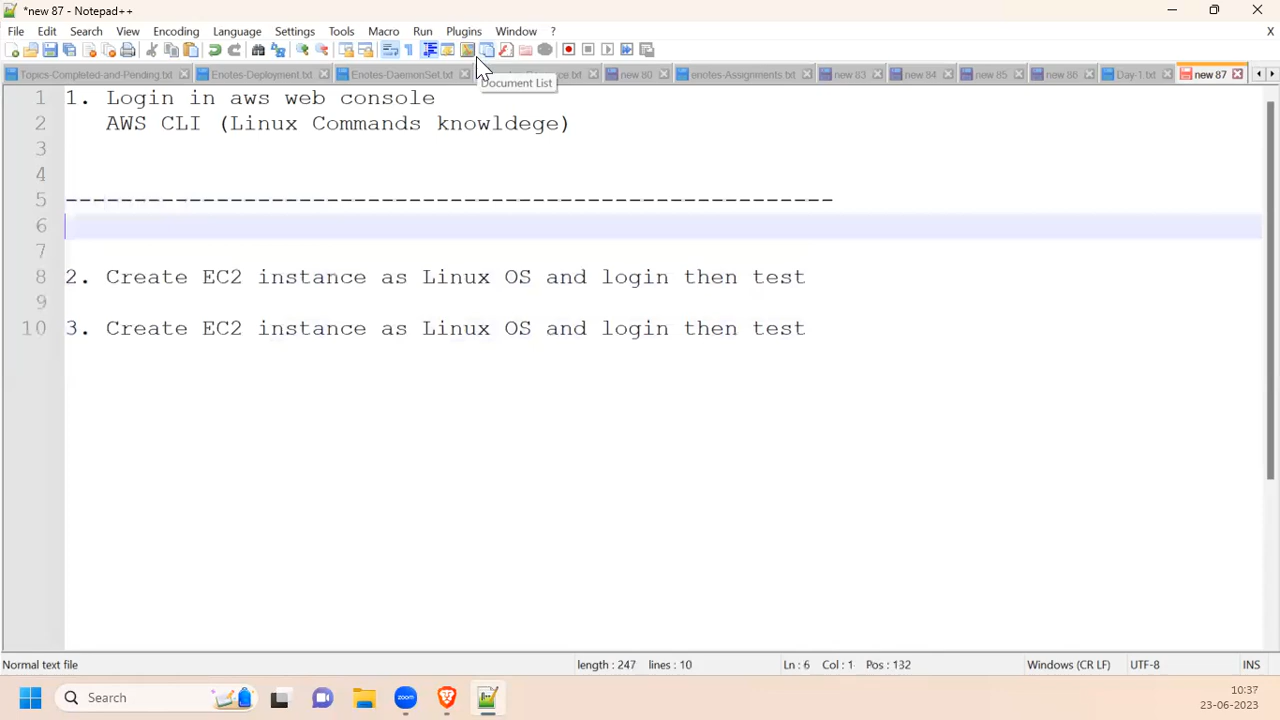 *new 87 - Notepad++
File Edit Search View Encoding Language Settings Tools Macro Run Plugins Window ? X
Topics-Completed-and-Pending.txt Enotes-Deployment.txt Enotes-DaemonSet.txt new 80 enotes-Assignments.txt new 85 new 86 Day-1.txt new 87
Document List
1 1. Login in aws web console
2 AWS CLI (Linux Commands knowldege)
3
4
5 --------------------------------------------------------
6
7
8 2. Create EC2 instance as Linux OS and login then test
9
10 3. Create EC2 instance as Linux OS and login then test
Normal text file length : 247 lines : 10 Ln : 6 Col : 1 Pos : 132 Windows (CR LF) UTF-8 INS
Search zoom 10:37
23-06-2023